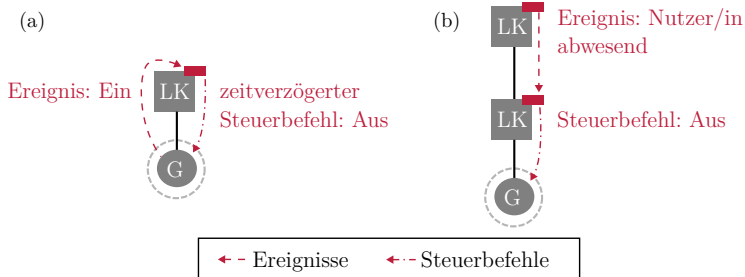 (a)
Ereignis: Ein
LK
zeitverzögerter
Steuerbefehl: Aus
G
(b)
LK
Ereignis: Nutzer/in
abwesend
LK
Steuerbefehl: Aus
G
Ereignisse
Steuerbefehle